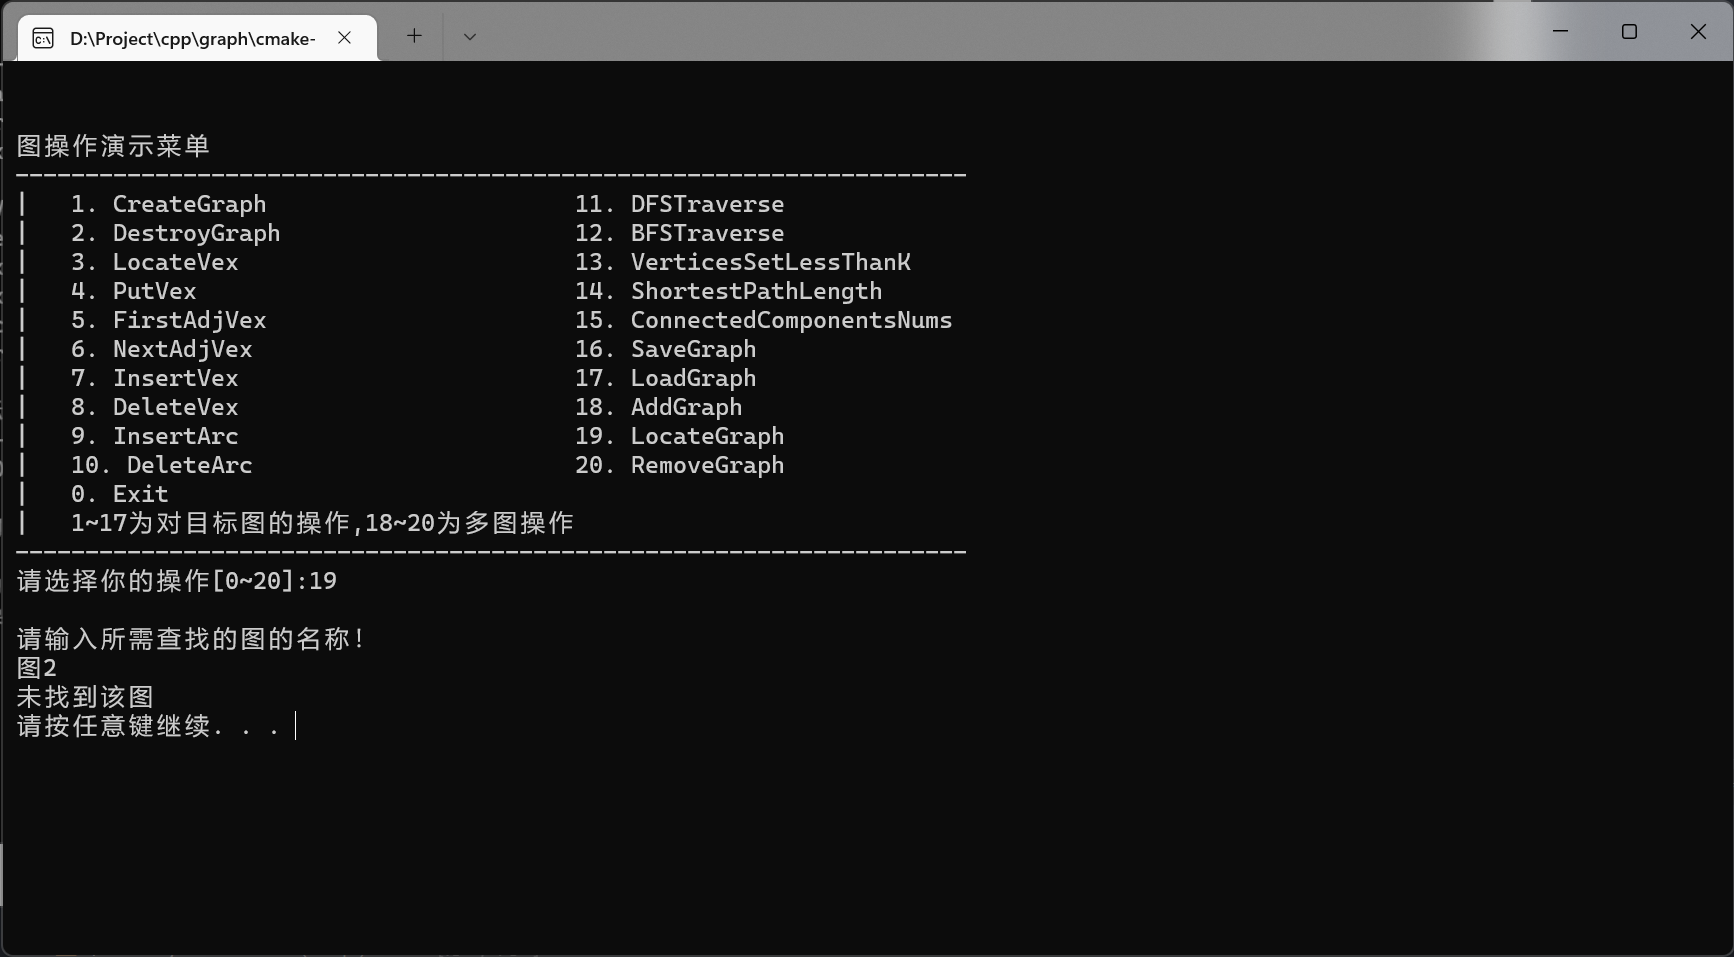 D:\Project\cpp\graph\cmake-
图操作演示菜单
--------------------------------------------------------------------
|   1. CreateGraph                      11. DFSTraverse
|   2. DestroyGraph                     12. BFSTraverse
|   3. LocateVex                        13. VerticesSetLessThanK
|   4. PutVex                           14. ShortestPathLength
|   5. FirstAdjVex                      15. ConnectedComponentsNums
|   6. NextAdjVex                       16. SaveGraph
|   7. InsertVex                        17. LoadGraph
|   8. DeleteVex                        18. AddGraph
|   9. InsertArc                        19. LocateGraph
|   10. DeleteArc                       20. RemoveGraph
|   0. Exit
|   1~17为对目标图的操作,18~20为多图操作
--------------------------------------------------------------------
请选择你的操作[0~20]:19
请输入所需查找的图的名称！
图2
未找到该图
请按任意键继续. . .